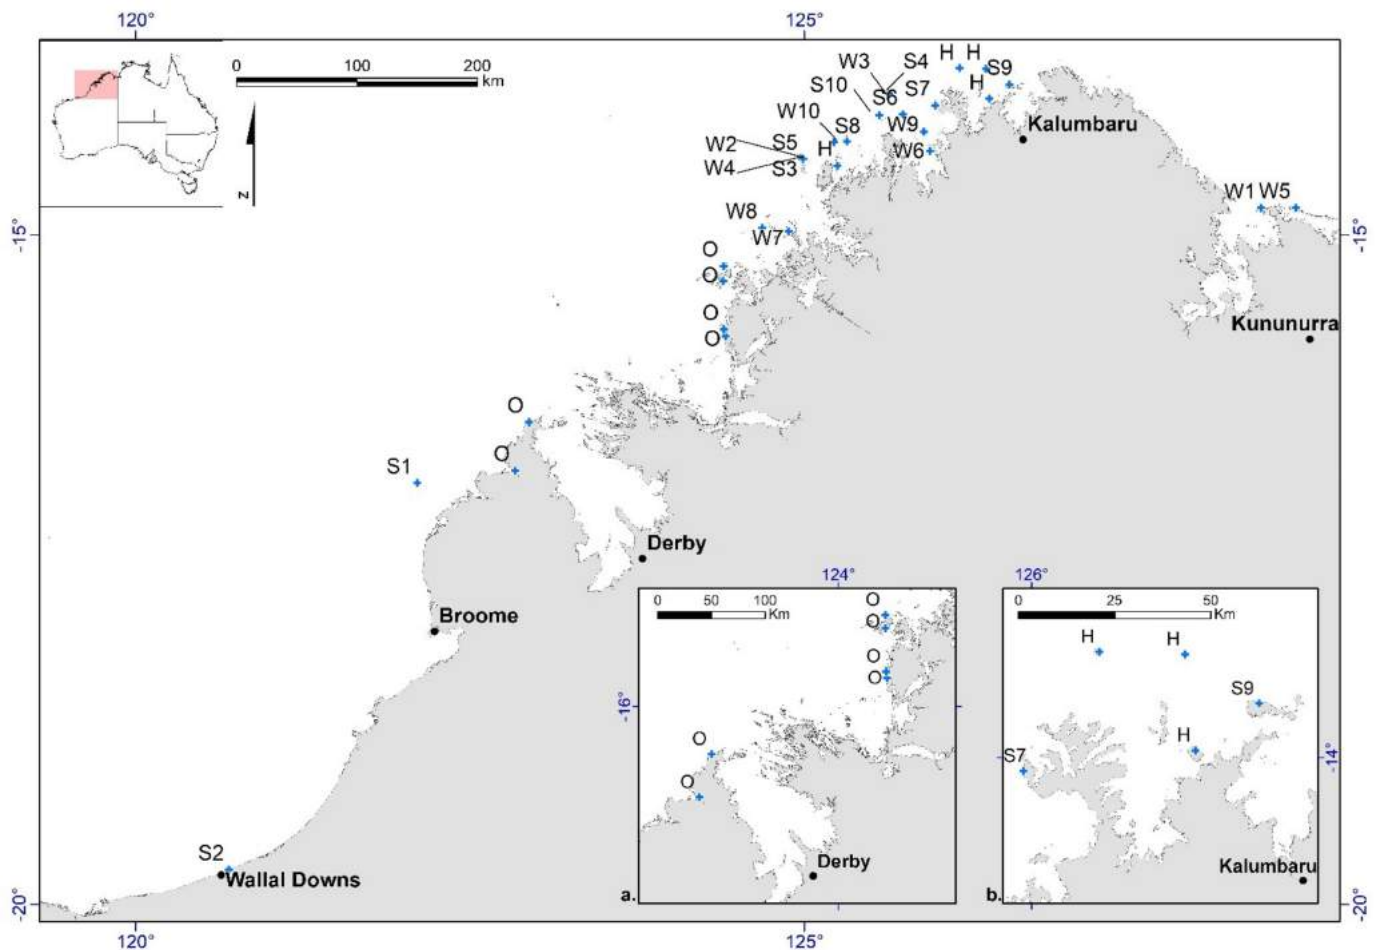 120°
125°
0
100
200
km
N
H
H
W3
S4
S9
S10
S6
S7
H
Kalumbaru
W10
S8
W9
W2
S5
H
W6
W4
S3
W1
W5
W8
W7
-15°
-15°
O
O
O
O
Kununurra
O
O
S1
Derby
Broome
S2
Wallal Downs
124°
0
50
100
Km
O
O
O
O
-16°
O
O
Derby
a.
126°
0
25
50
Km
H
H
S9
H
S7
-14°
Kalumbaru
b.
-20°
-20°
120°
125°